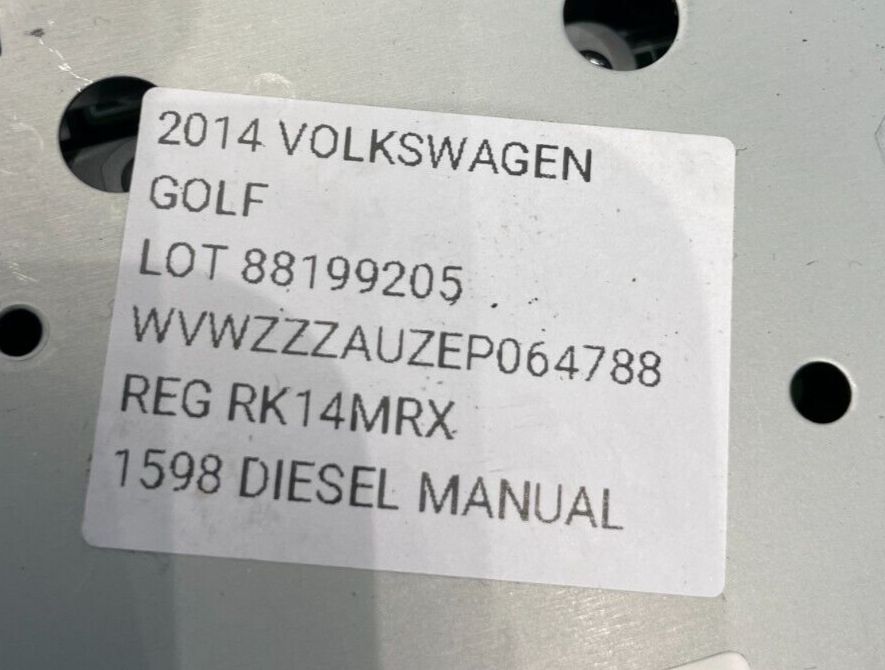 2014 VOLKSWAGEN
GOLF
LOT 88199205
WVWZZZAUZEP064788
REG RK14MRX
1598 DIESEL MANUAL